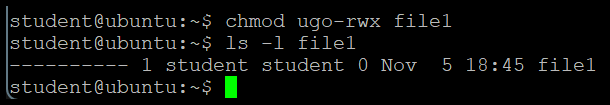 student@ubuntu:~$ chmod ugo-rwx file1
student@ubuntu:~$ ls -l file1
---------- 1 student student 0 Nov  5 18:45 file1
student@ubuntu:~$